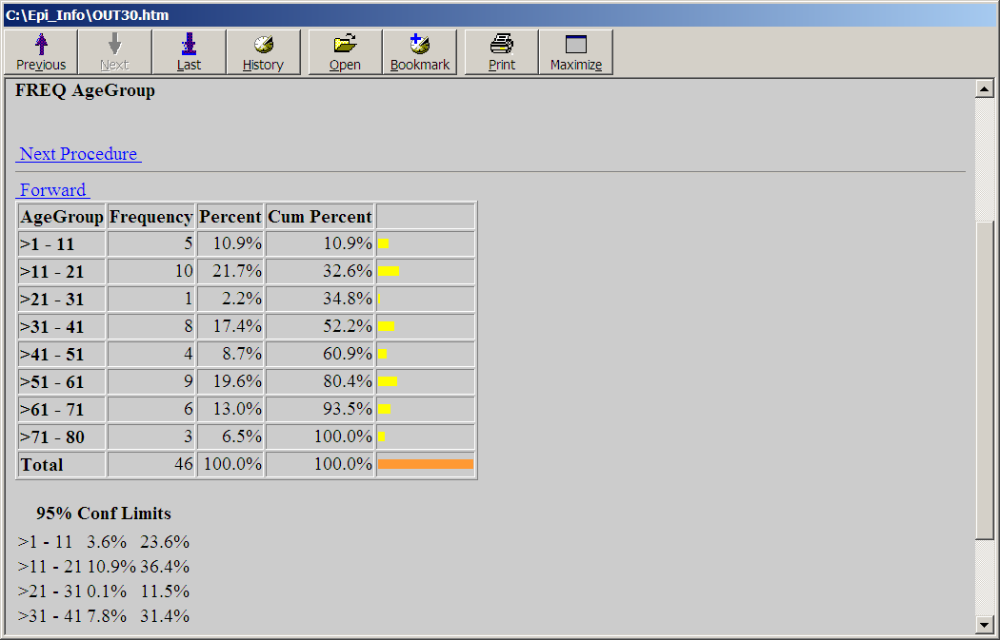 C:\Epi_Info\OUT30.htm
Previous Next Last History Open Bookmark Print Maximize
FREQ AgeGroup
Next Procedure
Forward
AgeGroup Frequency Percent Cum Percent
>1 - 11 5 10.9% 10.9%
>11 - 21 10 21.7% 32.6%
>21 - 31 1 2.2% 34.8%
>31 - 41 8 17.4% 52.2%
>41 - 51 4 8.7% 60.9%
>51 - 61 9 19.6% 80.4%
>61 - 71 6 13.0% 93.5%
>71 - 80 3 6.5% 100.0%
Total 46 100.0% 100.0%
95% Conf Limits
>1 - 11 3.6% 23.6%
>11 - 21 10.9% 36.4%
>21 - 31 0.1% 11.5%
>31 - 41 7.8% 31.4%